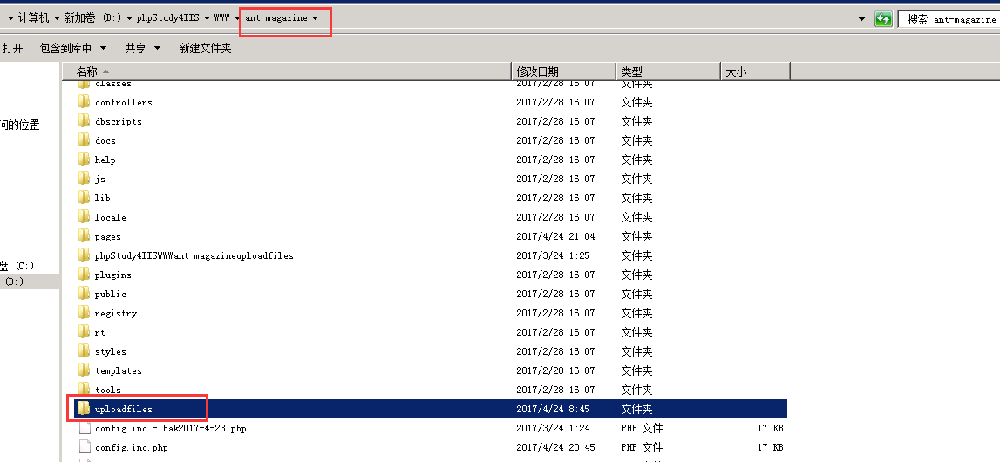 计算机 新加卷 (D:) phpStudy4IIS WWW ant-magazine 搜索 ant-magazine
打开 包含到库中 共享 新建文件夹
名称 修改日期 类型 大小
classes 2017/2/28 16:07 文件夹
controllers 2017/2/28 16:07 文件夹
dbscripts 2017/2/28 16:07 文件夹
问的位置
docs 2017/2/28 16:07 文件夹
help 2017/2/28 16:07 文件夹
js 2017/2/28 16:07 文件夹
lib 2017/2/28 16:07 文件夹
locale 2017/2/28 16:07 文件夹
pages 2017/4/24 21:04 文件夹
phpStudy4IISWWWant-magazineuploadfiles 2017/3/24 1:25 文件夹
盘 (C:)
plugins 2017/2/28 16:07 文件夹
(D:)
public 2017/2/28 16:07 文件夹
registry 2017/2/28 16:07 文件夹
rt 2017/2/28 16:07 文件夹
styles 2017/2/28 16:07 文件夹
templates 2017/2/28 16:07 文件夹
tools 2017/2/28 16:07 文件夹
uploadfiles 2017/4/24 8:45 文件夹
config.inc - bak2017-4-23.php 2017/3/24 1:24 PHP 文件 17 KB
config.inc.php 2017/4/24 20:45 PHP 文件 17 KB